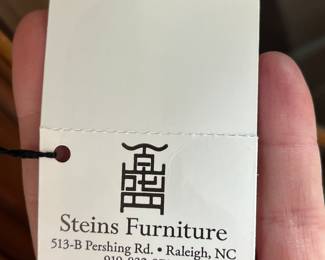 Steins Furniture
513-B Pershing Rd. • Raleigh, NC